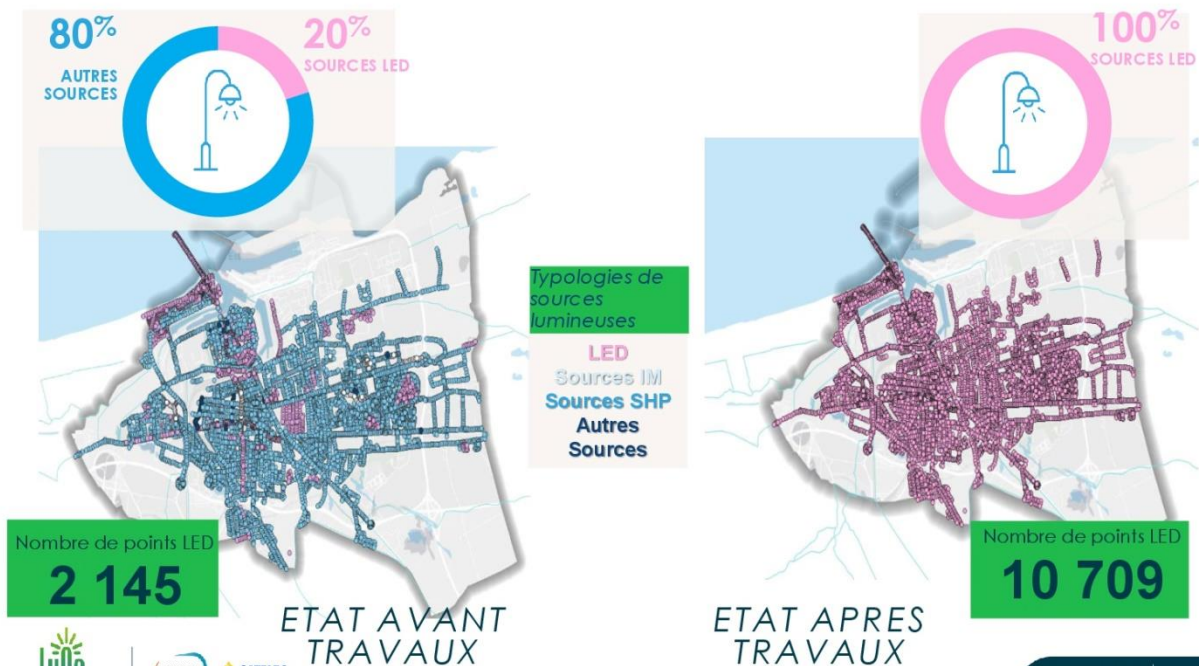 80%
AUTRES
SOURCES
20%
SOURCES LED
100%
SOURCES LED
Typologies de
sources
lumineuses
LED
Sources IM
Sources SHP
Autres
Sources
Nombre de points LED
2 145
ETAT AVANT
TRAVAUX
Nombre de points LED
10 709
ETAT APRES
TRAVAUX